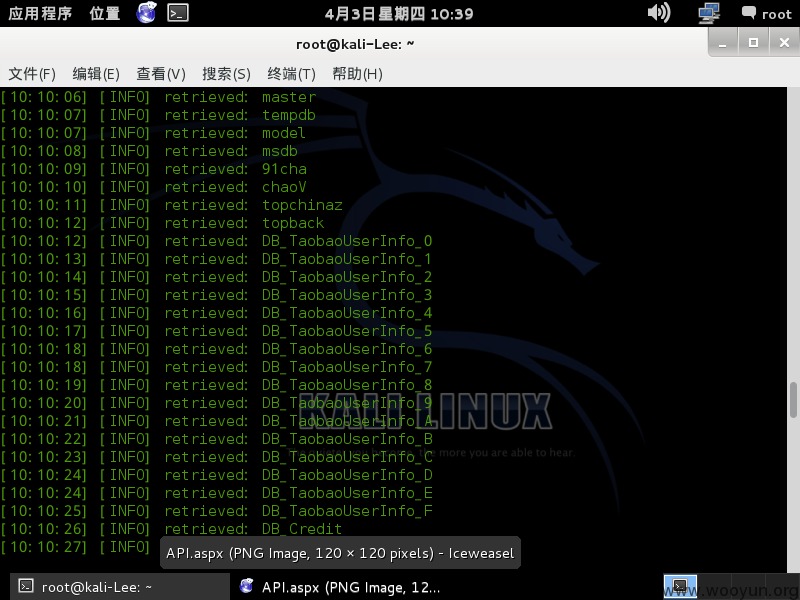 应用程序 位置 4月3日星期四 10:39 root
root@kali-Lee: ~
文件(F) 编辑(E) 查看(V) 搜索(S) 终端(T) 帮助(H)
[10:10:06] [INFO] retrieved: master
[10:10:07] [INFO] retrieved: tempdb
[10:10:07] [INFO] retrieved: model
[10:10:08] [INFO] retrieved: msdb
[10:10:09] [INFO] retrieved: 91cha
[10:10:10] [INFO] retrieved: chaoV
[10:10:11] [INFO] retrieved: topchinaz
[10:10:12] [INFO] retrieved: topback
[10:10:12] [INFO] retrieved: DB_TaobaoUserInfo_0
[10:10:13] [INFO] retrieved: DB_TaobaoUserInfo_1
[10:10:14] [INFO] retrieved: DB_TaobaoUserInfo_2
[10:10:15] [INFO] retrieved: DB_TaobaoUserInfo_3
[10:10:16] [INFO] retrieved: DB_TaobaoUserInfo_4
[10:10:17] [INFO] retrieved: DB_TaobaoUserInfo_5
[10:10:18] [INFO] retrieved: DB_TaobaoUserInfo_6
[10:10:18] [INFO] retrieved: DB_TaobaoUserInfo_7
[10:10:19] [INFO] retrieved: DB_TaobaoUserInfo_8
[10:10:20] [INFO] retrieved: DB_TaobaoUserInfo_9
[10:10:21] [INFO] retrieved: DB_TaobaoUserInfo_A
KALI LINUX
[10:10:22] [INFO] retrieved: DB_TaobaoUserInfo_B
[10:10:23] [INFO] retrieved: DB_TaobaoUserInfo_C
the more you are able to hear.
[10:10:24] [INFO] retrieved: DB_TaobaoUserInfo_D
[10:10:24] [INFO] retrieved: DB_TaobaoUserInfo_E
[10:10:25] [INFO] retrieved: DB_TaobaoUserInfo_F
[10:10:26] [INFO] retrieved: DB_Credit
[10:10:27] [INFO]
API.aspx (PNG Image, 120 × 120 pixels) - Iceweasel
root@kali-Lee: ~ API.aspx (PNG Image, 12...
www.wooyun.org